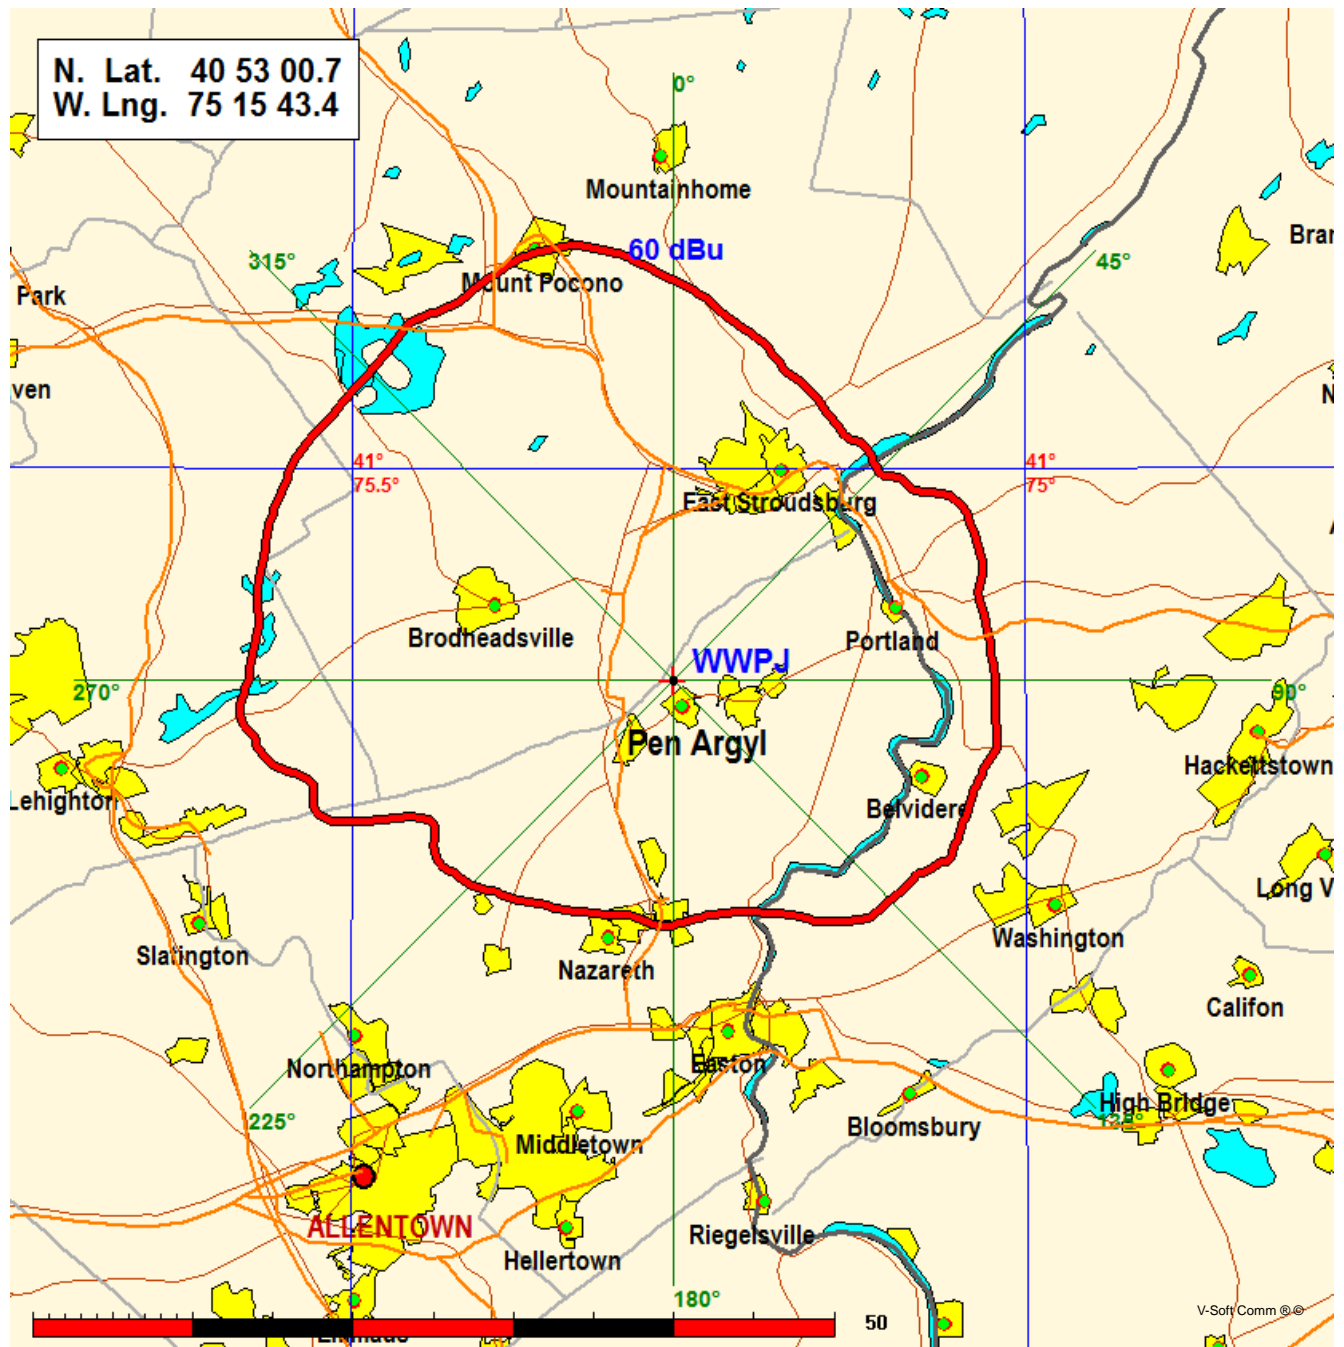 N. Lat. 40 53 00.7
W. Lng. 75 15 43.4
0°
Mountainhome
60 dBu
315°
45°
Mount Pocono
Park
ven
41°
75.5°
41°
75°
East Stroudsburg
Brodheadsville
Portland
WWPJ
270°
90°
Pen Argyl
Hackettstown
Lehighton
Belvidere
Long V
Slatington
Nazareth
Washington
Califon
Northampton
Easton
225°
High Bridge
135°
Bloomsbury
Middletown
ALLENTOWN
Riegelsville
Hellertown
180°
50
V-Soft Comm ® ©